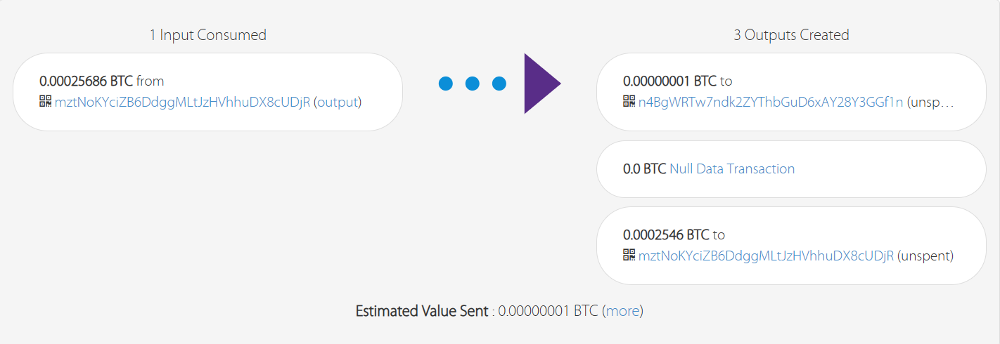 1 Input Consumed
0.00025686 BTC from
mztNoKYciZB6DdggMLtJzHVhhuDX8cUDjR (output)
3 Outputs Created
0.00000001 BTC to
n4BgWRTw7ndk2ZYThbGuD6xAY28Y3GGf1n (unsp…
0.0 BTC Null Data Transaction
0.0002546 BTC to
mztNoKYciZB6DdggMLtJzHVhhuDX8cUDjR (unspent)
Estimated Value Sent : 0.00000001 BTC (more)